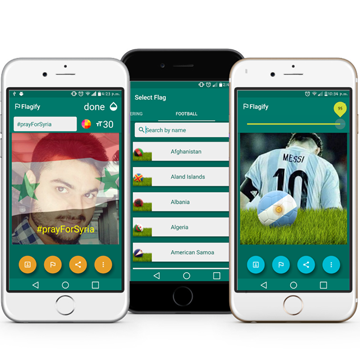 Flagify
done
#prayForSyria
30
#prayForSyria
Select Flag
FOOTBALL
Search by name
Afghanistan
Aland Islands
Albania
Algeria
American Samoa
Flagify
MESSI
10